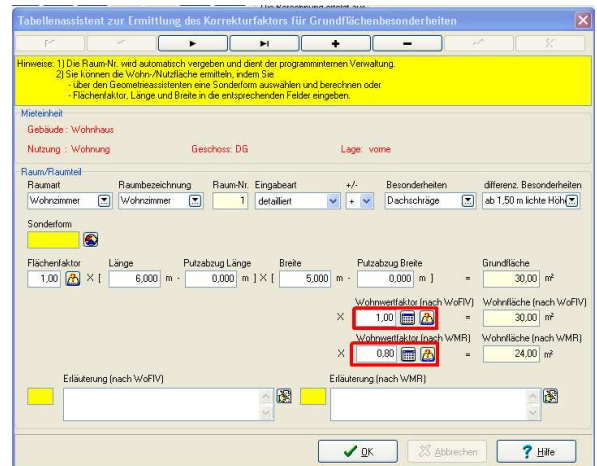 Tabellenassistent zur Ermittlung des Korrekturfaktors für Grundflächenbesonderheiten
Hinweise: 1) Die Raum-Nr. wird automatisch vergeben und dient der programminternen Verwaltung.
2) Sie können die Wohn-/Nutzfläche ermitteln, indem Sie
- über den Geometrieassistenten eine Sonderform auswählen und berechnen oder
- Flächenfaktor, Länge und Breite in die entsprechenden Felder eingeben.
Mieteinheit
Gebäude : Wohnhaus
Nutzung : Wohnung Geschoss: DG Lage: vorne
Raum/Raumteil
Raumart Raumbezeichnung Raum-Nr. Eingabeart +/- Besonderheiten differenz. Besonderheiten
Wohnzimmer Wohnzimmer 1 detailliert + Dachschräge ab 1,50 m lichte Höh
Sonderform
Flächenfaktor Länge Putzabzug Länge Breite Putzabzug Breite Grundfläche
1,00 X [ 6,000 m - 0,000 m ] X [ 5,000 m - 0,000 m ] = 30,00 m²
Wohnwertfaktor (nach WoFIV) Wohnfläche (nach WoFIV)
X 1,00 = 30,00 m²
Wohnwertfaktor (nach WMR) Wohnfläche (nach WMR)
X 0,80 = 24,00 m²
Erläuterung (nach WoFIV) Erläuterung (nach WMR)
OK Abbrechen ? Hilfe